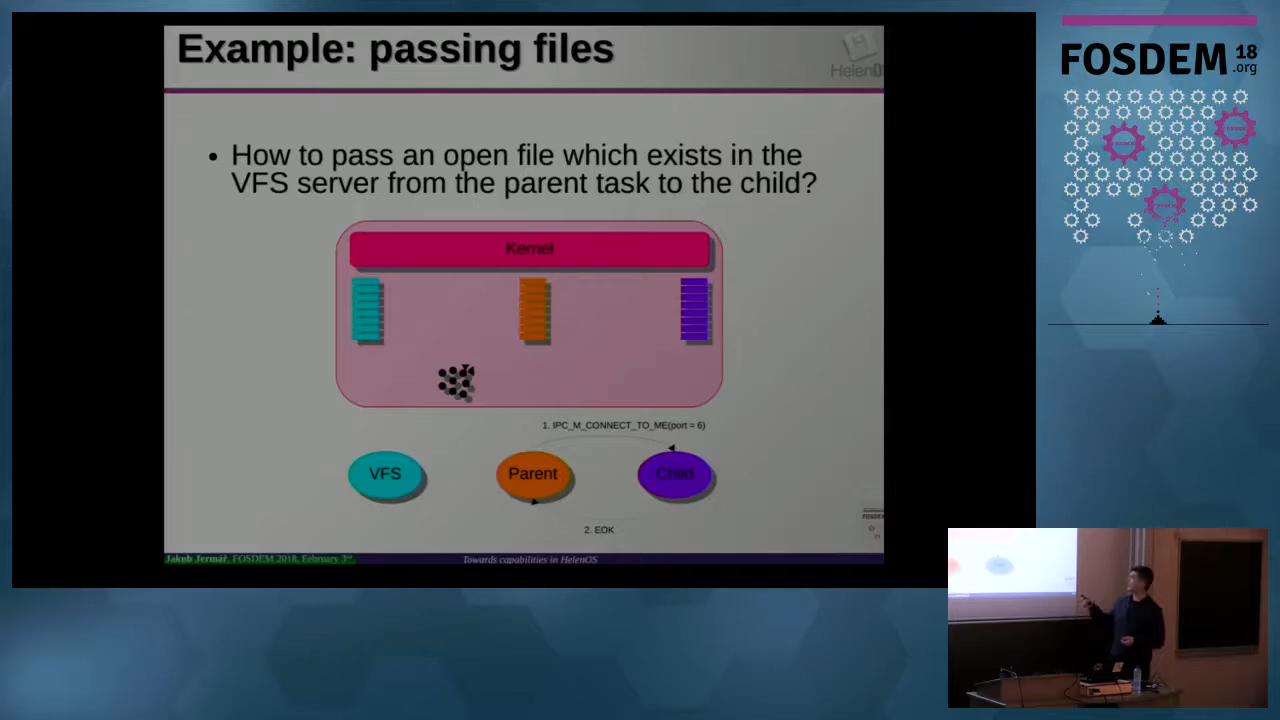 Example: passing files
HelenOS
• How to pass an open file which exists in the
VFS server from the parent task to the child?
Kernel
1. IPC_M_CONNECT_TO_ME(port = 6)
VFS
Parent
Child
2. EOK
FOSDEM
Jakub Jermář, FOSDEM 2018, February 3rd.
Towards capabilities in HelenOS
FOSDEM 18
.org